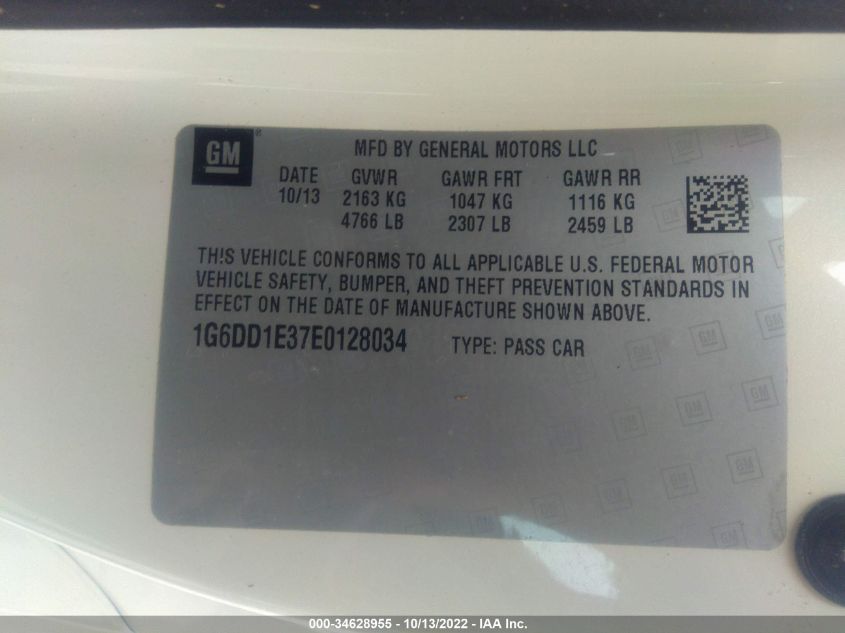 GM®
MFD BY GENERAL MOTORS LLC
DATE GVWR GAWR FRT GAWR RR
10/13 2163 KG 1047 KG 1116 KG
4766 LB 2307 LB 2459 LB
THIS VEHICLE CONFORMS TO ALL APPLICABLE U.S. FEDERAL MOTOR
VEHICLE SAFETY, BUMPER, AND THEFT PREVENTION STANDARDS IN
EFFECT ON THE DATE OF MANUFACTURE SHOWN ABOVE.
1G6DD1E37E0128034 TYPE: PASS CAR
000-34628955 - 10/13/2022 - IAA Inc.